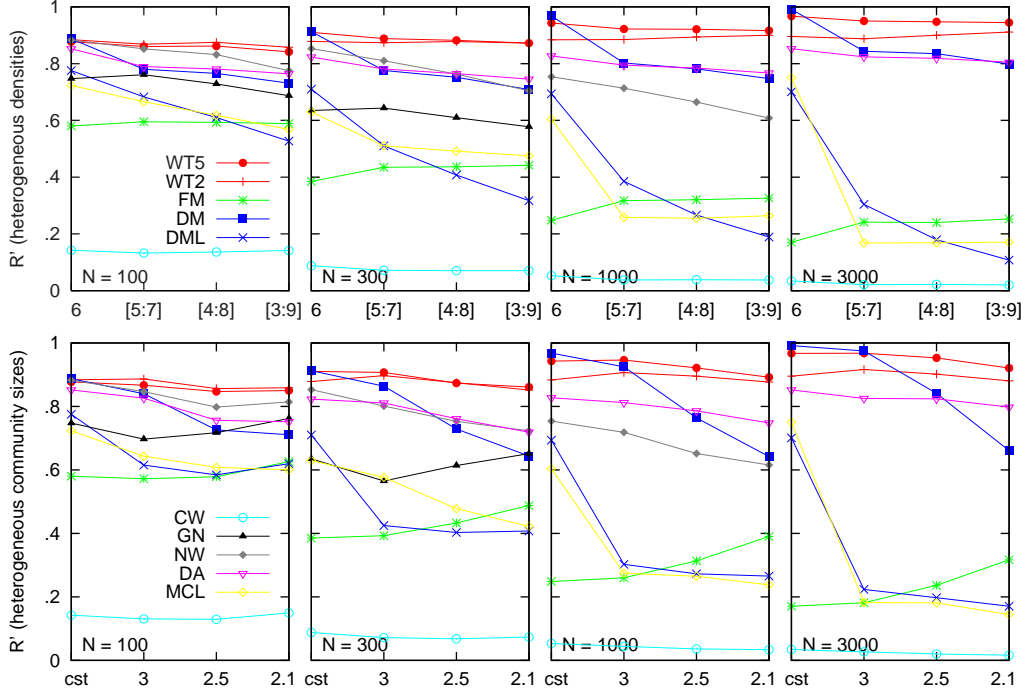 R' (heterogeneous densities)
1
.8
.6
.4
.2
0
WT5
WT2
FM
DM
DML
N = 100
N = 300
N = 1000
N = 3000
6 [5:7] [4:8] [3:9]
6 [5:7] [4:8] [3:9]
6 [5:7] [4:8] [3:9]
6 [5:7] [4:8] [3:9]
R' (heterogeneous community sizes)
1
.8
.6
.4
.2
0
CW
GN
NW
DA
MCL
N = 100
N = 300
N = 1000
N = 3000
cst 3 2.5 2.1
cst 3 2.5 2.1
cst 3 2.5 2.1
cst 3 2.5 2.1